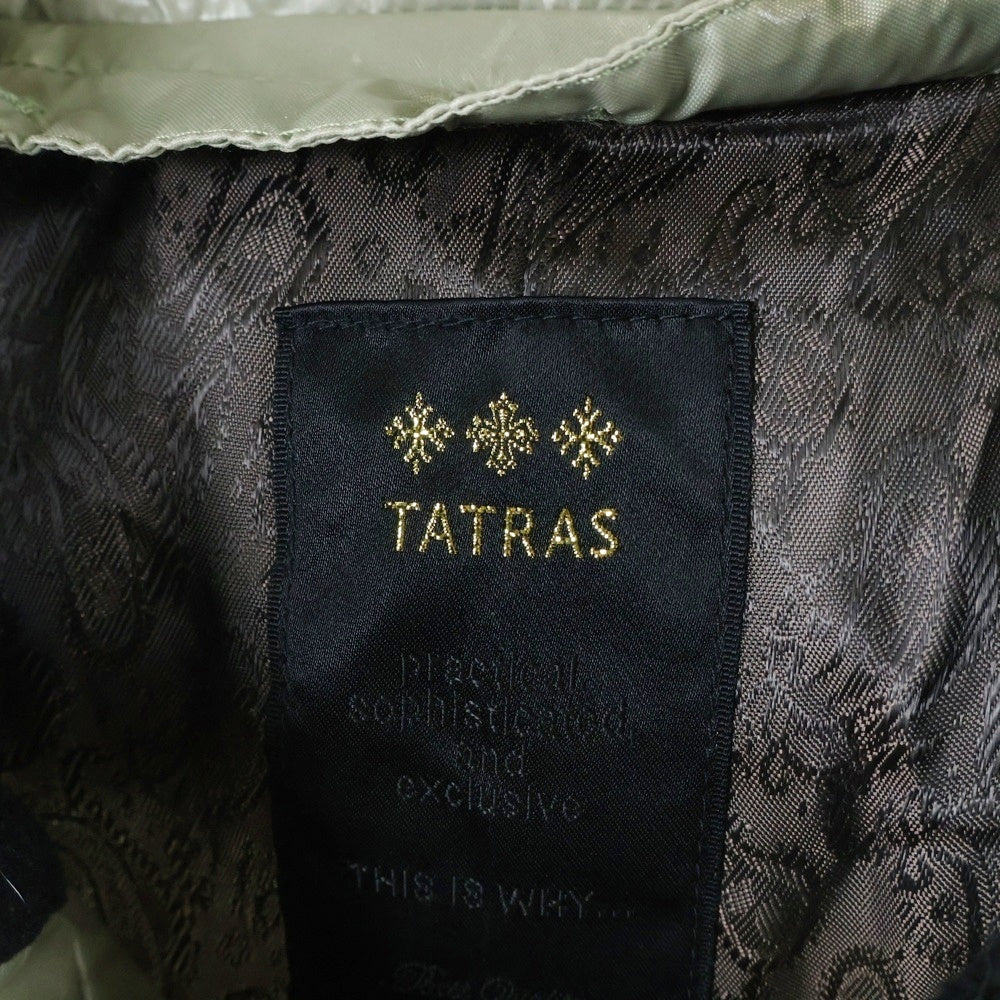 TATRAS
practical,
sophisticated,
and
exclusive
THIS IS WHY...